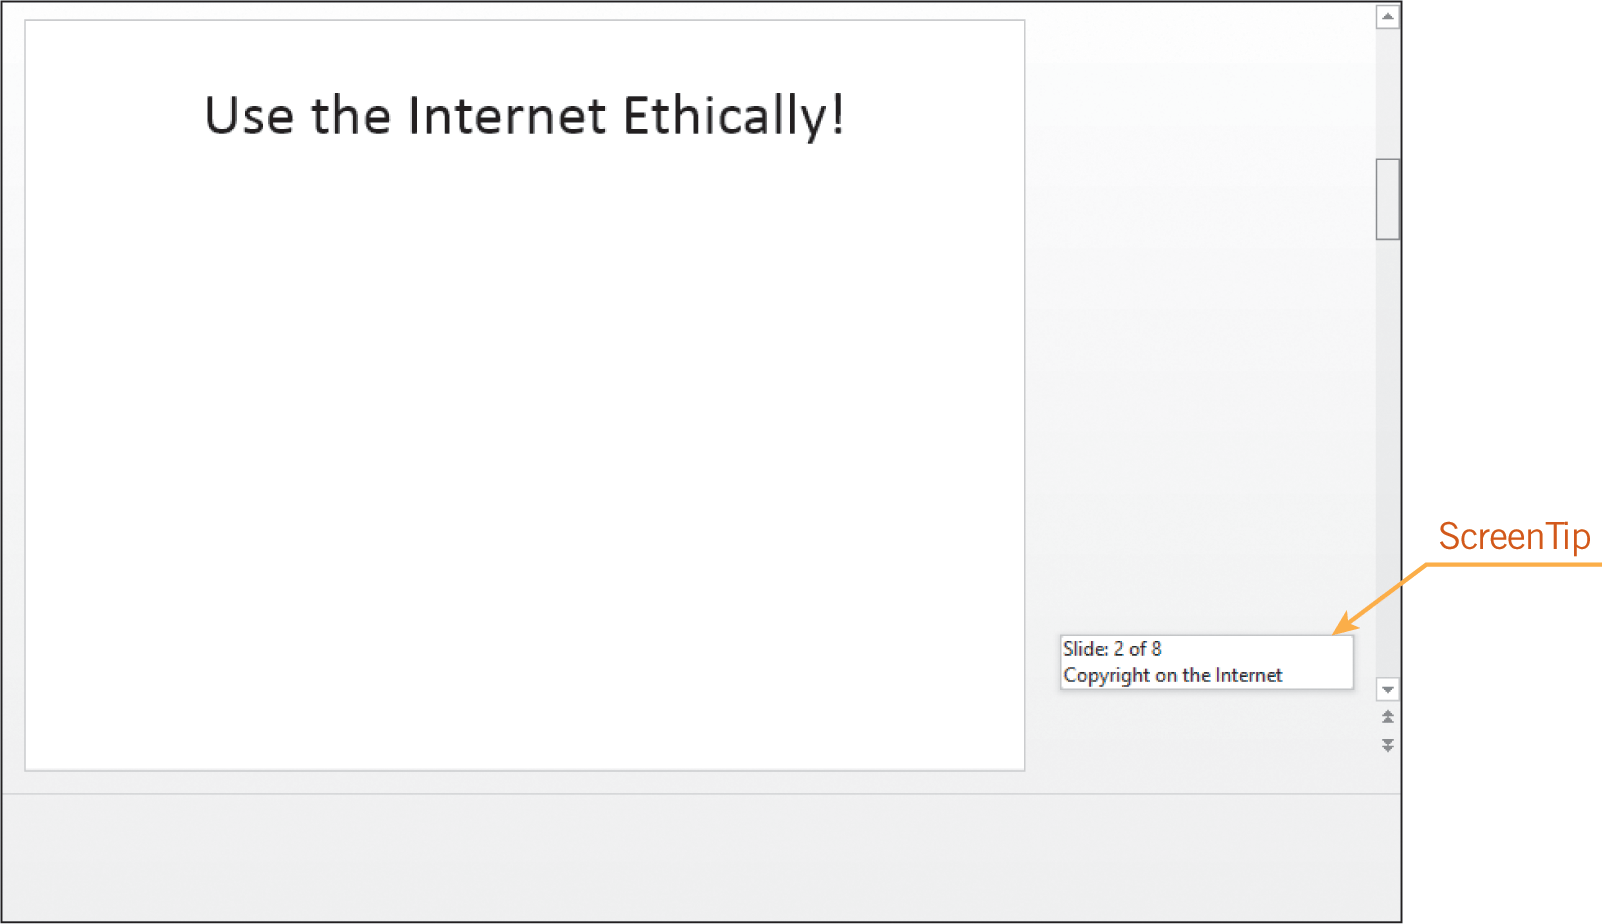 Use the Internet Ethically!
ScreenTip
Slide: 2 of 8
Copyright on the Internet